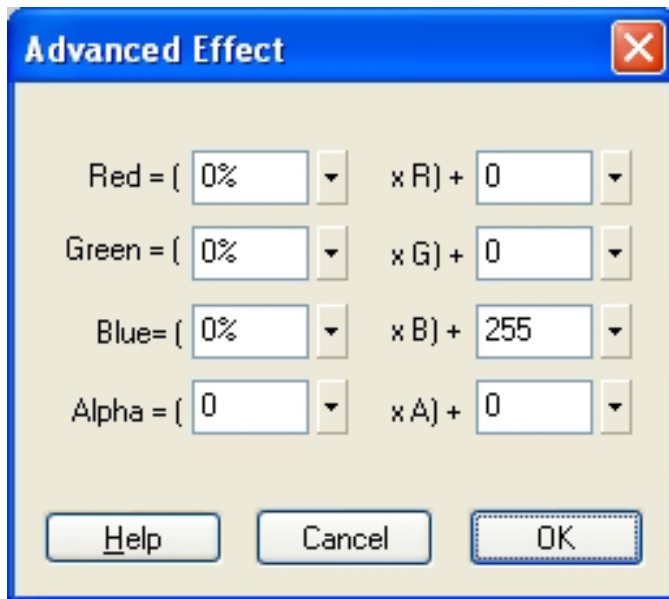 Advanced Effect
Red = ( 0% x R) + 0
Green = ( 0% x G) + 0
Blue= ( 0% x B) + 255
Alpha = ( 0 x A) + 0
Help Cancel OK